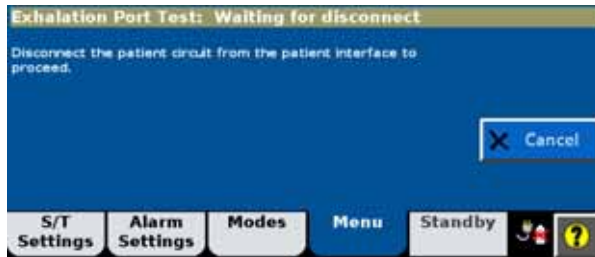 Exhalation Port Test: Waiting for disconnect
Disconnect the patient circuit from the patient interface to
proceed.
Cancel
S/T Alarm Modes Menu Standby ?
Settings Settings